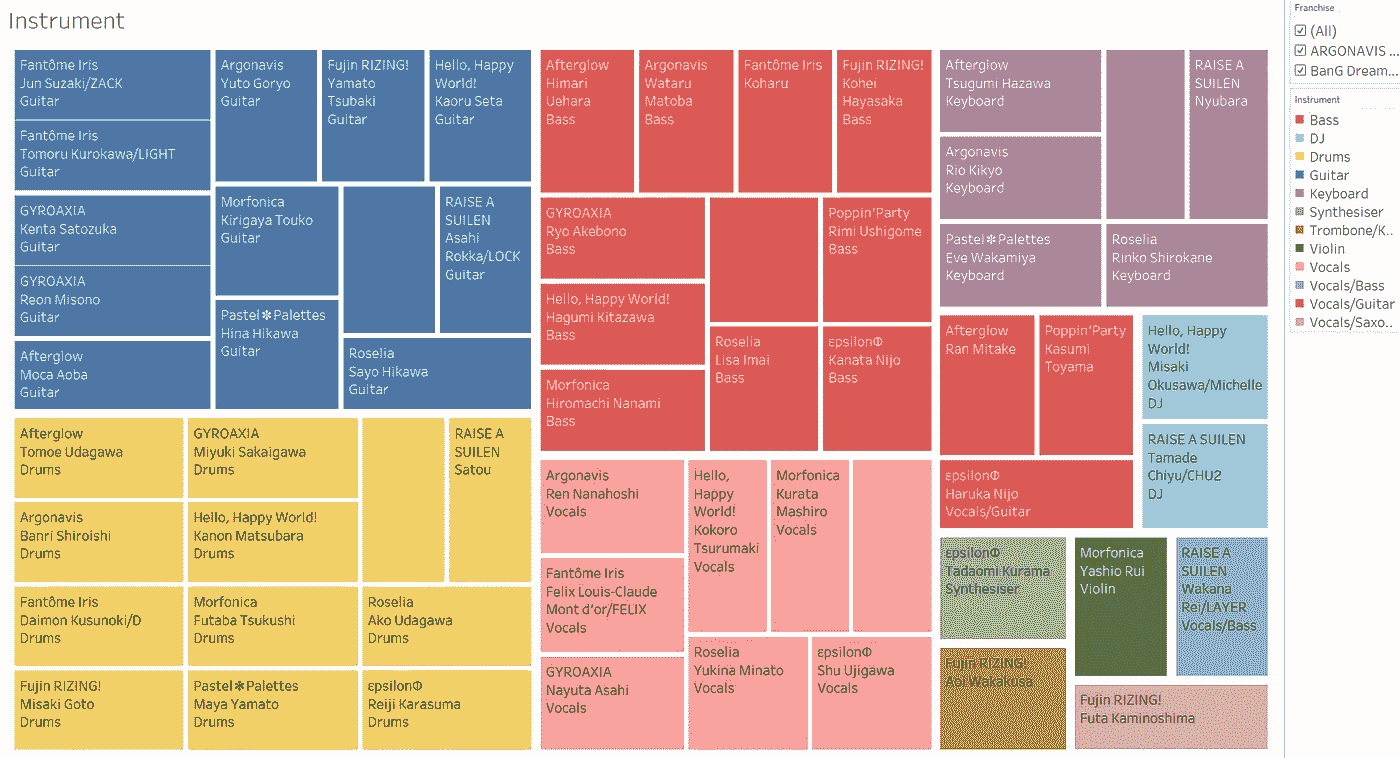 Instrument
Fantôme Iris
Jun Suzaki/ZACK
Guitar
Fantôme Iris
Tomoru Kurokawa/LIGHT
Guitar
GYROAXIA
Kenta Satozuka
Guitar
GYROAXIA
Reon Misono
Guitar
Afterglow
Moca Aoba
Guitar
Argonavis
Yuto Goryo
Guitar
Fujin RIZING!
Yamato
Tsubaki
Guitar
Hello, Happy
World!
Kaoru Seta
Guitar
Morfonica
Kirigaya Touko
Guitar
Pastel✽Palettes
Hina Hikawa
Guitar
RAISE A
SUILEN
Asahi
Rokka/LOCK
Guitar
Roselia
Sayo Hikawa
Guitar
Afterglow
Tomoe Udagawa
Drums
Argonavis
Banri Shiroishi
Drums
Fantôme Iris
Daimon Kusunoki/D
Drums
Fujin RIZING!
Misaki Goto
Drums
GYROAXIA
Miyuki Sakaigawa
Drums
Hello, Happy World!
Kanon Matsubara
Drums
Morfonica
Futaba Tsukushi
Drums
Pastel✽Palettes
Maya Yamato
Drums
RAISE A
SUILEN
Satou
Roselia
Ako Udagawa
Drums
εpsilonΦ
Reiji Karasuma
Drums
Afterglow
Himari
Uehara
Bass
Argonavis
Wataru
Matoba
Bass
Fantôme Iris
Koharu
Fujin RIZING!
Kohei
Hayasaka
Bass
GYROAXIA
Ryo Akebono
Bass
Hello, Happy World!
Hagumi Kitazawa
Bass
Morfonica
Hiromachi Nanami
Bass
Poppin'Party
Rimi Ushigome
Bass
Roselia
Lisa Imai
Bass
εpsilonΦ
Kanata Nijo
Bass
Argonavis
Ren Nanahoshi
Vocals
Fantôme Iris
Felix Louis-Claude
Mont d'or/FELIX
Vocals
GYROAXIA
Nayuta Asahi
Vocals
Hello,
Happy
World!
Kokoro
Tsurumaki
Vocals
Morfonica
Kurata
Mashiro
Vocals
Roselia
Yukina Minato
Vocals
εpsilonΦ
Shu Ujigawa
Vocals
Afterglow
Tsugumi Hazawa
Keyboard
Argonavis
Rio Kikyo
Keyboard
Pastel✽Palettes
Eve Wakamiya
Keyboard
RAISE A
SUILEN
Nyubara
Roselia
Rinko Shirokane
Keyboard
Afterglow
Ran Mitake
Poppin'Party
Kasumi
Toyama
εpsilonΦ
Haruka Nijo
Vocals/Guitar
Hello, Happy
World!
Misaki
Okusawa/Michelle
DJ
RAISE A SUILEN
Tamade
Chiyu/CHU2
DJ
εpsilonΦ
Tadaomi Kurama
Synthesiser
Fujin RIZING!
Aoi Wakakusa
Morfonica
Yashio Rui
Violin
RAISE A
SUILEN
Wakana
Rei/LAYER
Vocals/Bass
Fujin RIZING!
Futa Kaminoshima
Franchise
(All)
ARGONAVIS ...
BanG Dream...
Instrument
Bass
DJ
Drums
Guitar
Keyboard
Synthesiser
Trombone/K..
Violin
Vocals
Vocals/Bass
Vocals/Guitar
Vocals/Saxo..